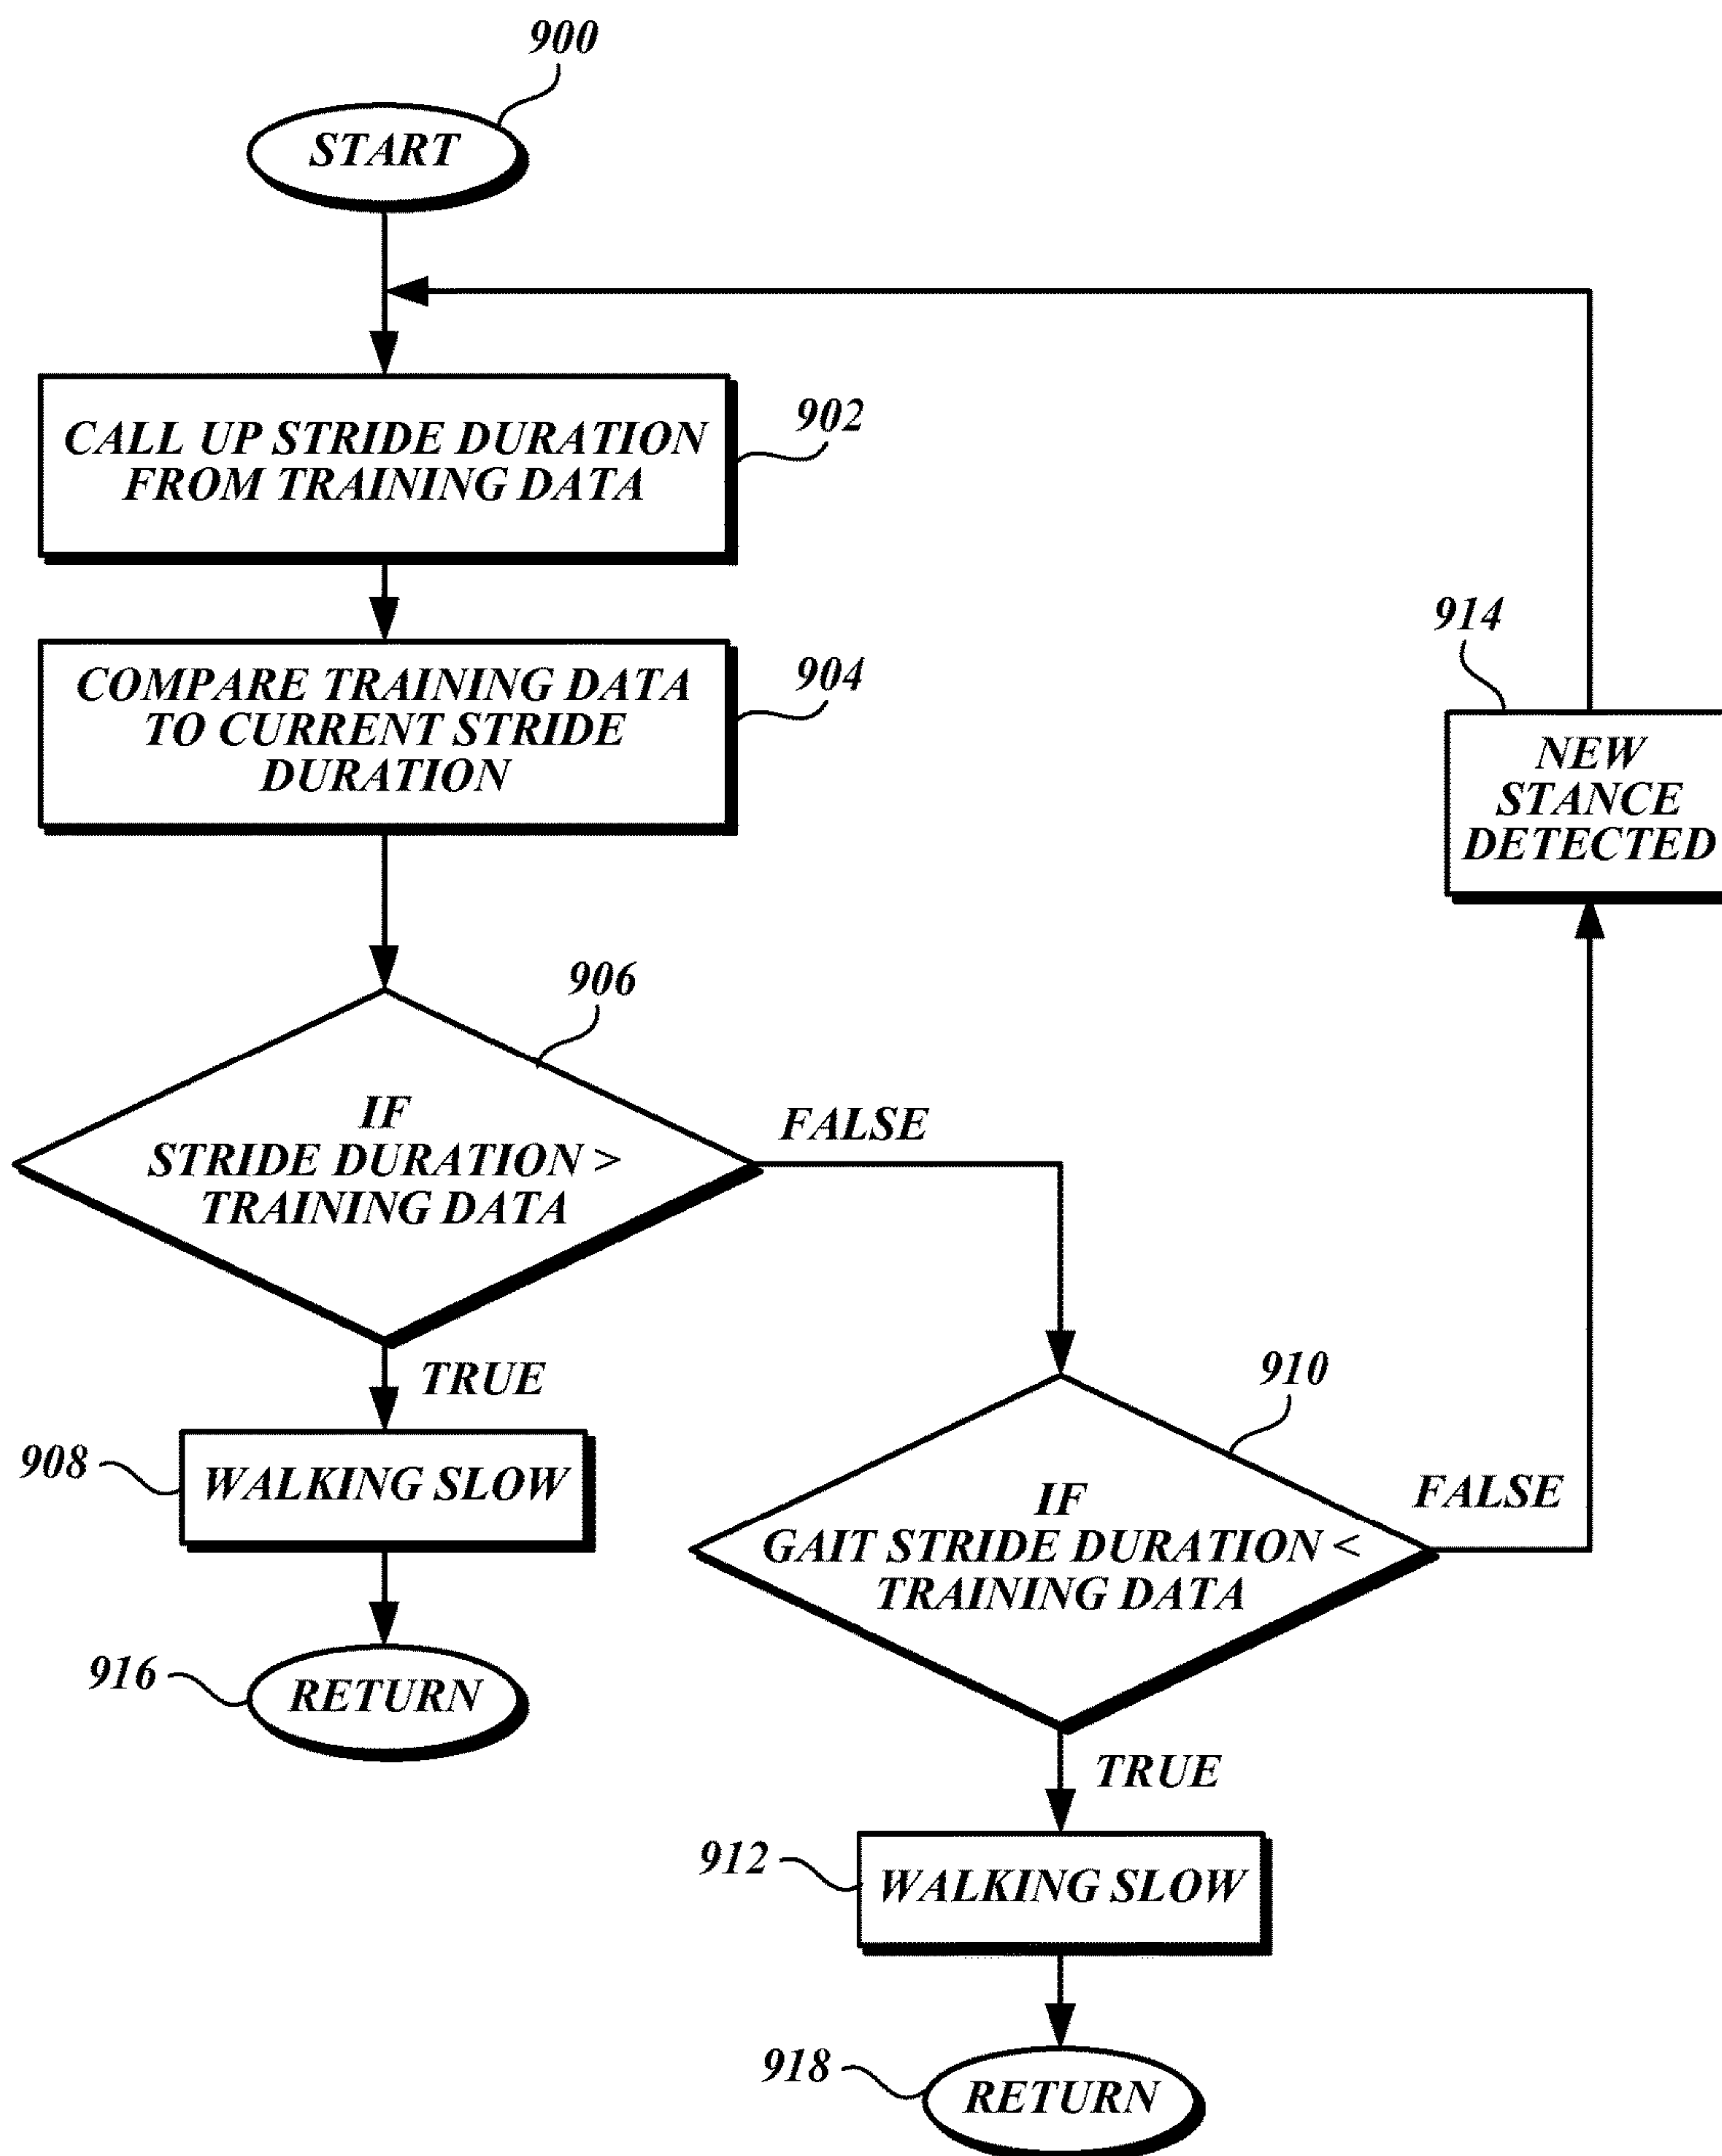 900
START
902
CALL UP STRIDE DURATION
FROM TRAINING DATA
904
COMPARE TRAINING DATA
TO CURRENT STRIDE
DURATION
914
NEW
STANCE
DETECTED
906
IF
STRIDE DURATION >
TRAINING DATA
FALSE
TRUE
908
WALKING SLOW
916
RETURN
910
IF
GAIT STRIDE DURATION <
TRAINING DATA
FALSE
TRUE
912
WALKING SLOW
918
RETURN